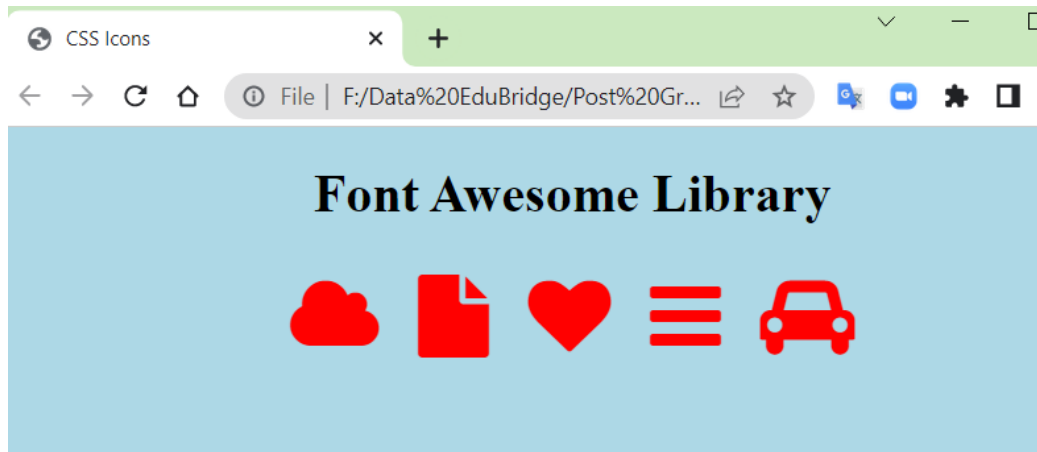 CSS Icons
File | F:/Data%20EduBridge/Post%20Gr...
Font Awesome Library